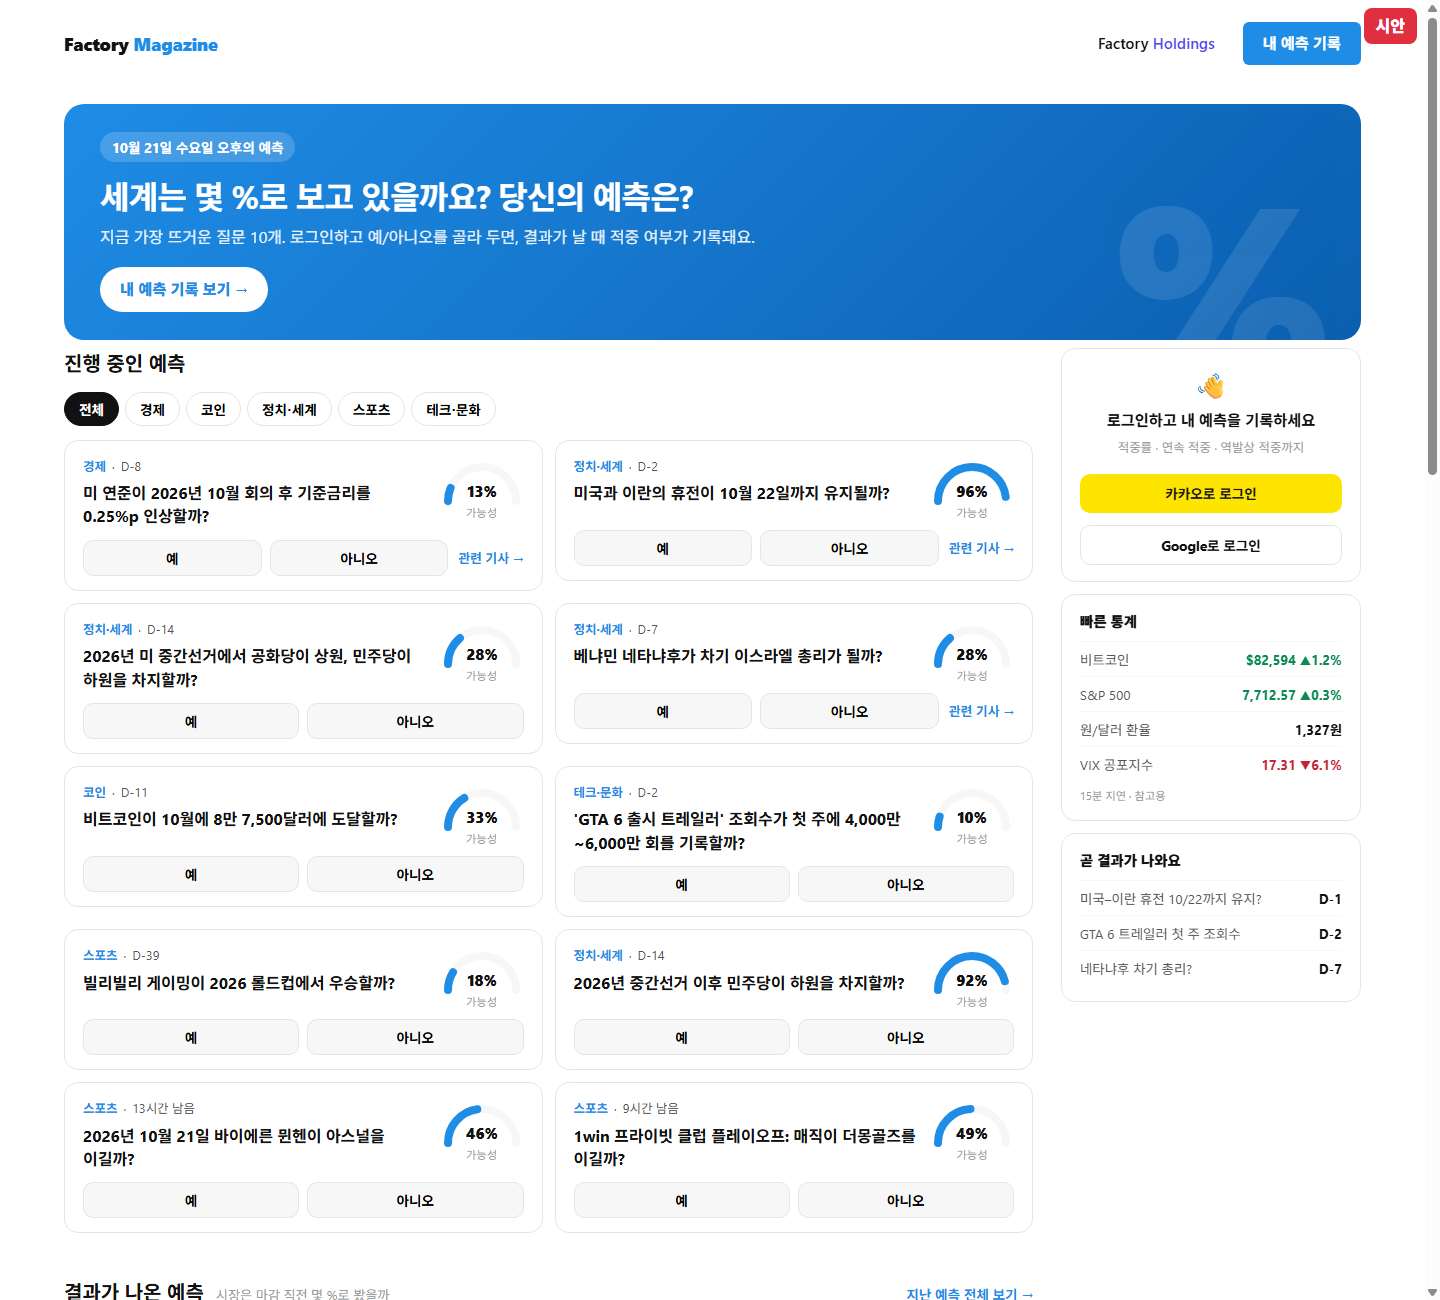 Factory Magazine
Factory Holdings
내 예측 기록
시안
10월 21일 수요일 오후의 예측
세계는 몇 %로 보고 있을까요? 당신의 예측은?
지금 가장 뜨거운 질문 10개. 로그인하고 예/아니오를 골라 두면, 결과가 날 때 적중 여부가 기록돼요.
내 예측 기록 보기 →
%
진행 중인 예측
전체
경제
코인
정치·세계
스포츠
테크·문화
경제 · D-8
미 연준이 2026년 10월 회의 후 기준금리를
0.25%p 인상할까?
13%
가능성
예
아니오
관련 기사 →
정치·세계 · D-2
미국과 이란의 휴전이 10월 22일까지 유지될까?
96%
가능성
예
아니오
관련 기사 →
정치·세계 · D-14
2026년 미 중간선거에서 공화당이 상원, 민주당이
하원을 차지할까?
28%
가능성
예
아니오
정치·세계 · D-7
베냐민 네타냐후가 차기 이스라엘 총리가 될까?
28%
가능성
예
아니오
관련 기사 →
코인 · D-11
비트코인이 10월에 8만 7,500달러에 도달할까?
33%
가능성
예
아니오
테크·문화 · D-2
'GTA 6 출시 트레일러' 조회수가 첫 주에 4,000만
~6,000만 회를 기록할까?
10%
가능성
예
아니오
스포츠 · D-39
빌리빌리 게이밍이 2026 롤드컵에서 우승할까?
18%
가능성
예
아니오
정치·세계 · D-14
2026년 중간선거 이후 민주당이 하원을 차지할까?
92%
가능성
예
아니오
스포츠 · 13시간 남음
2026년 10월 21일 바이에른 뮌헨이 아스널을
이길까?
46%
가능성
예
아니오
스포츠 · 9시간 남음
1win 프라이빗 클럽 플레이오프: 매직이 더몽골즈를
이길까?
49%
가능성
예
아니오
로그인하고 내 예측을 기록하세요
적중률 · 연속 적중 · 역발상 적중까지
카카오로 로그인
Google로 로그인
빠른 통계
비트코인 $82,594 ▲1.2%
S&P 500 7,712.57 ▲0.3%
원/달러 환율 1,327원
VIX 공포지수 17.31 ▼6.1%
15분 지연 · 참고용
곧 결과가 나와요
미국–이란 휴전 10/22까지 유지? D-1
GTA 6 트레일러 첫 주 조회수 D-2
네타냐후 차기 총리? D-7
결과가 나온 예측 시장은 마감 직전 몇 %로 봤을까
지난 예측 전체 보기 →